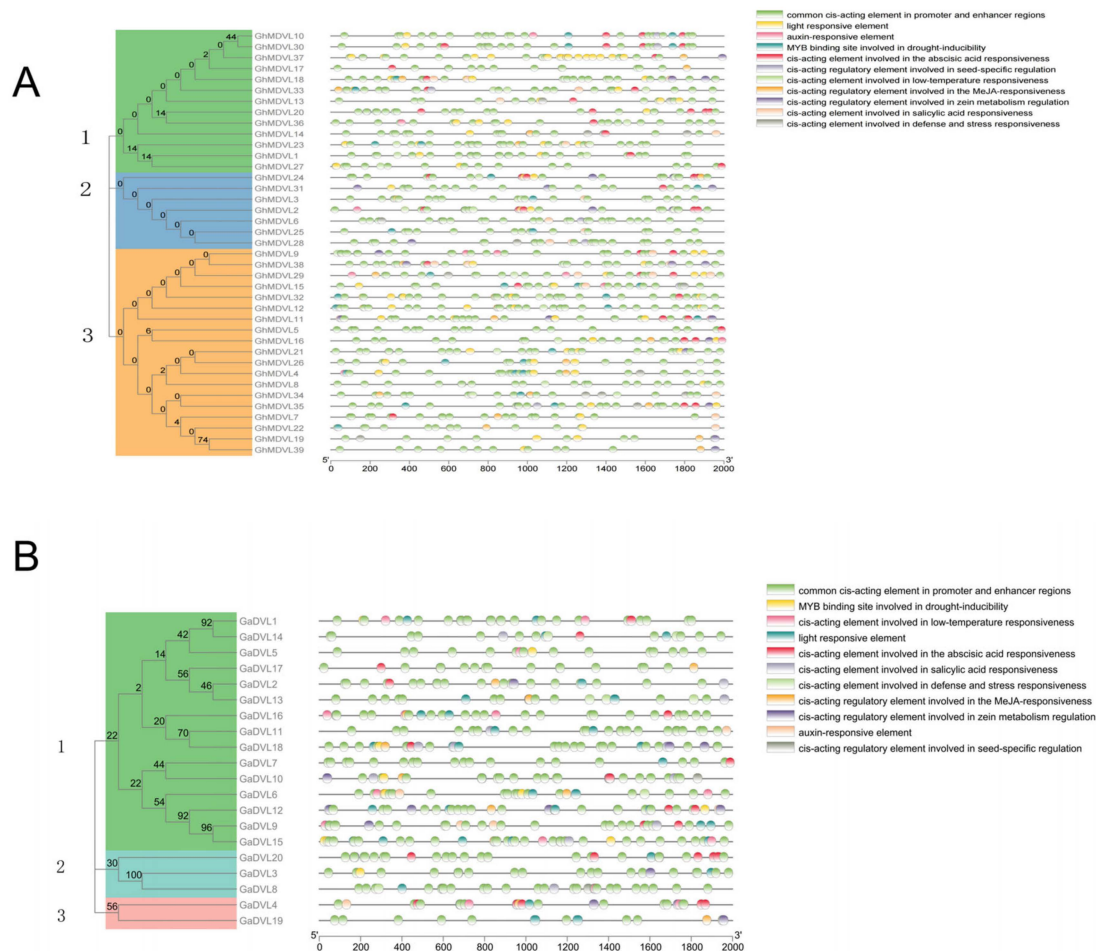 A
1
2
3
44
0
2
0
0
0
0
14
0
0
14
14
0
0
0
0
0
0
0
0
0
0
0
0
0
6
0
0
2
0
0
0
4
0
74
GhMDVL10
GhMDVL30
GhMDVL37
GhMDVL17
GhMDVL18
GhMDVL33
GhMDVL13
GhMDVL20
GhMDVL36
GhMDVL14
GhMDVL23
GhMDVL1
GhMDVL27
GhMDVL24
GhMDVL31
GhMDVL3
GhMDVL2
GhMDVL6
GhMDVL25
GhMDVL28
GhMDVL9
GhMDVL38
GhMDVL29
GhMDVL15
GhMDVL32
GhMDVL12
GhMDVL11
GhMDVL5
GhMDVL16
GhMDVL21
GhMDVL26
GhMDVL4
GhMDVL8
GhMDVL34
GhMDVL35
GhMDVL7
GhMDVL22
GhMDVL19
GhMDVL39
5' 3'
0 200 400 600 800 1000 1200 1400 1600 1800 2000
common cis-acting element in promoter and enhancer regions
light responsive element
auxin-responsive element
MYB binding site involved in drought-inducibility
cis-acting element involved in the abscisic acid responsiveness
cis-acting regulatory element involved in seed-specific regulation
cis-acting element involved in low-temperature responsiveness
cis-acting regulatory element involved in the MeJA-responsiveness
cis-acting regulatory element involved in zein metabolism regulation
cis-acting element involved in salicylic acid responsiveness
cis-acting element involved in defense and stress responsiveness
B
1
2
3
92
42
14
56
46
2
20
70
22
44
22
54
92
96
30
100
56
GaDVL1
GaDVL14
GaDVL5
GaDVL17
GaDVL2
GaDVL13
GaDVL16
GaDVL11
GaDVL18
GaDVL7
GaDVL10
GaDVL6
GaDVL12
GaDVL9
GaDVL15
GaDVL20
GaDVL3
GaDVL8
GaDVL4
GaDVL19
5' 3'
0 200 400 600 800 1000 1200 1400 1600 1800 2000
common cis-acting element in promoter and enhancer regions
MYB binding site involved in drought-inducibility
cis-acting element involved in low-temperature responsiveness
light responsive element
cis-acting element involved in the abscisic acid responsiveness
cis-acting element involved in salicylic acid responsiveness
cis-acting element involved in defense and stress responsiveness
cis-acting regulatory element involved in the MeJA-responsiveness
cis-acting regulatory element involved in zein metabolism regulation
auxin-responsive element
cis-acting regulatory element involved in seed-specific regulation